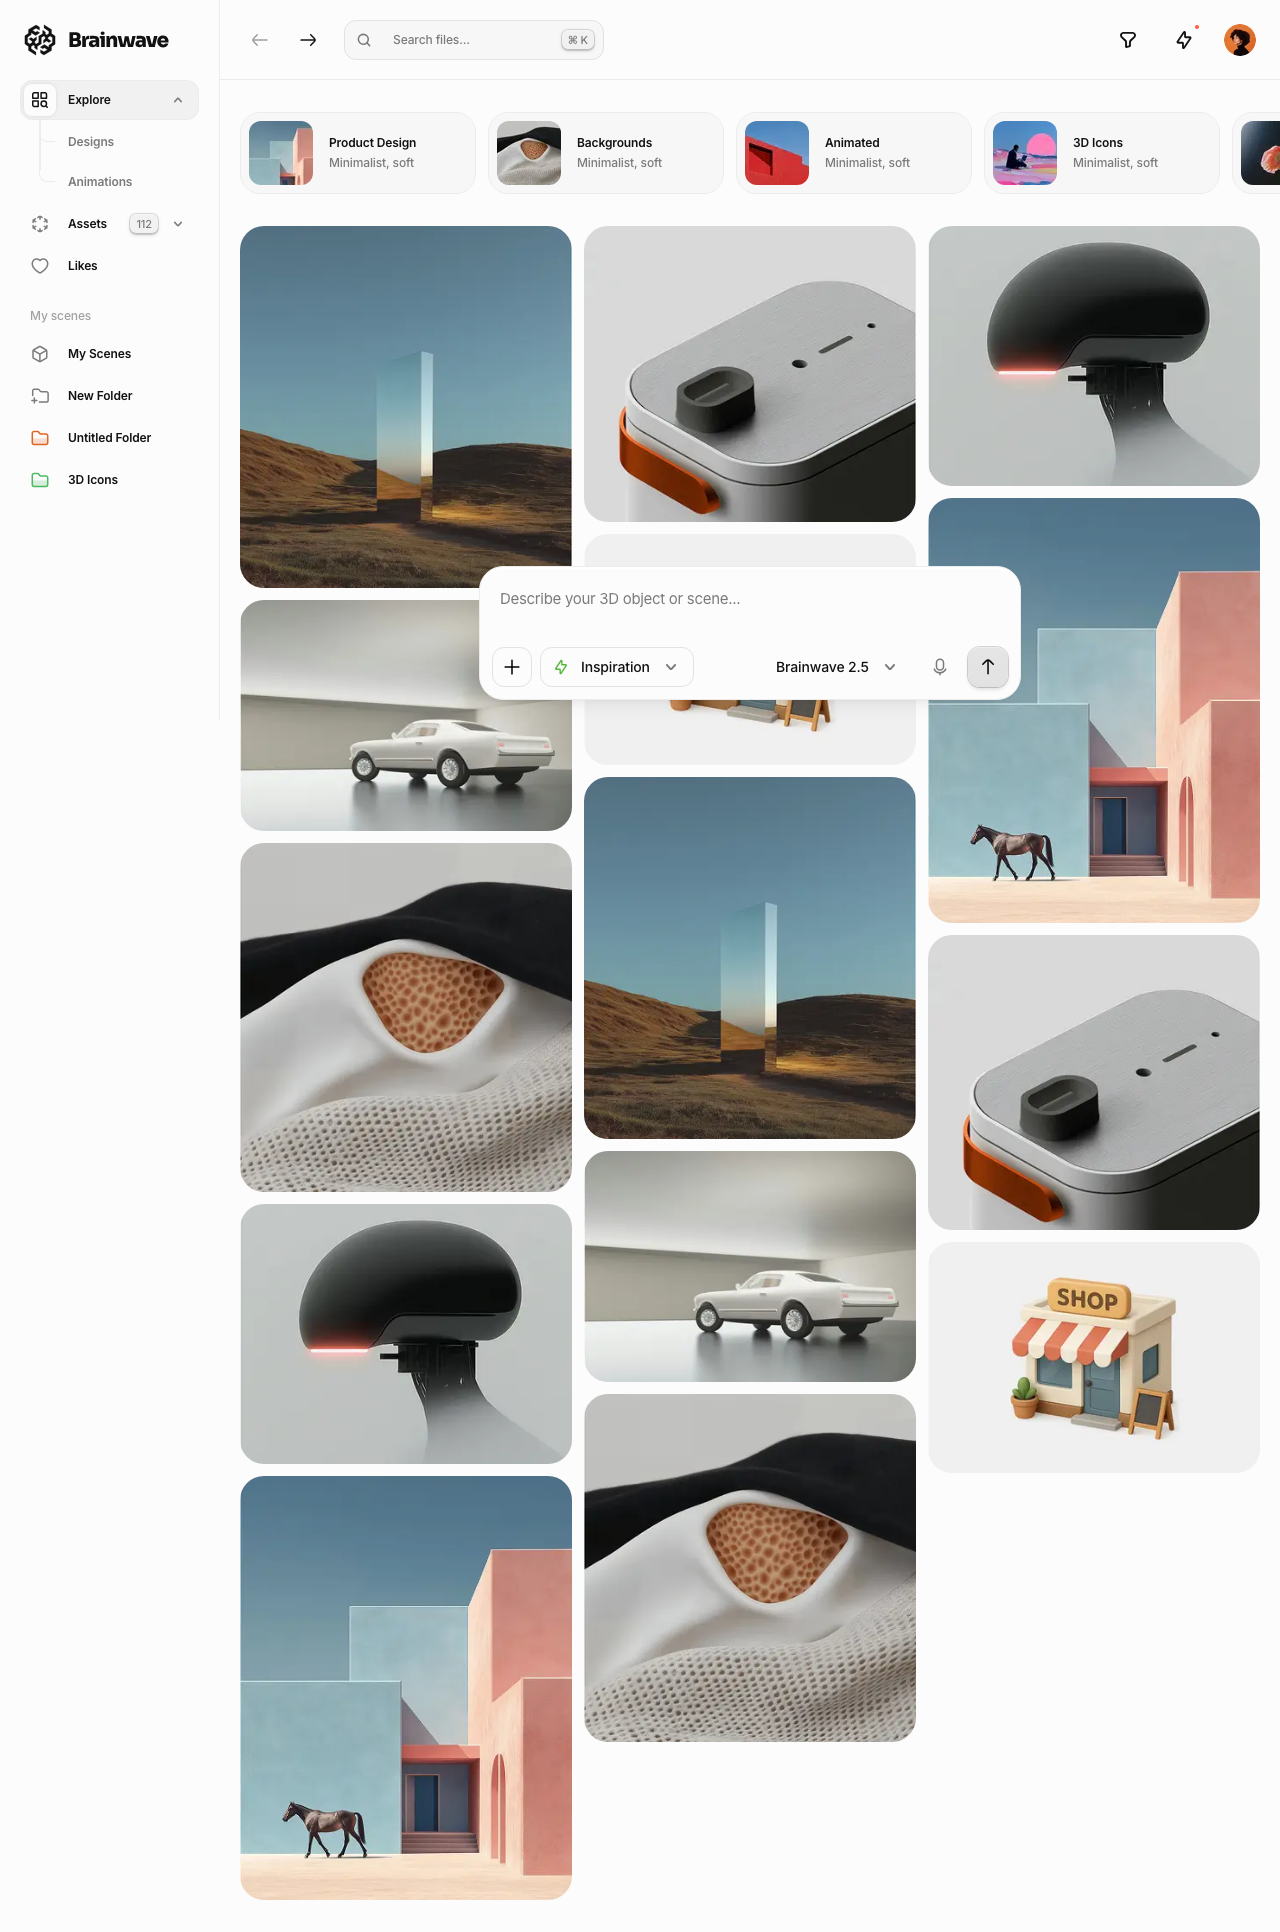 Brainwave
Search files...
⌘ K
Explore
Designs
Animations
Assets
112
Likes
My scenes
My Scenes
New Folder
Untitled Folder
3D Icons
Product Design
Minimalist, soft
Backgrounds
Minimalist, soft
Animated
Minimalist, soft
3D Icons
Minimalist, soft
Describe your 3D object or scene...
Inspiration
Brainwave 2.5
SHOP